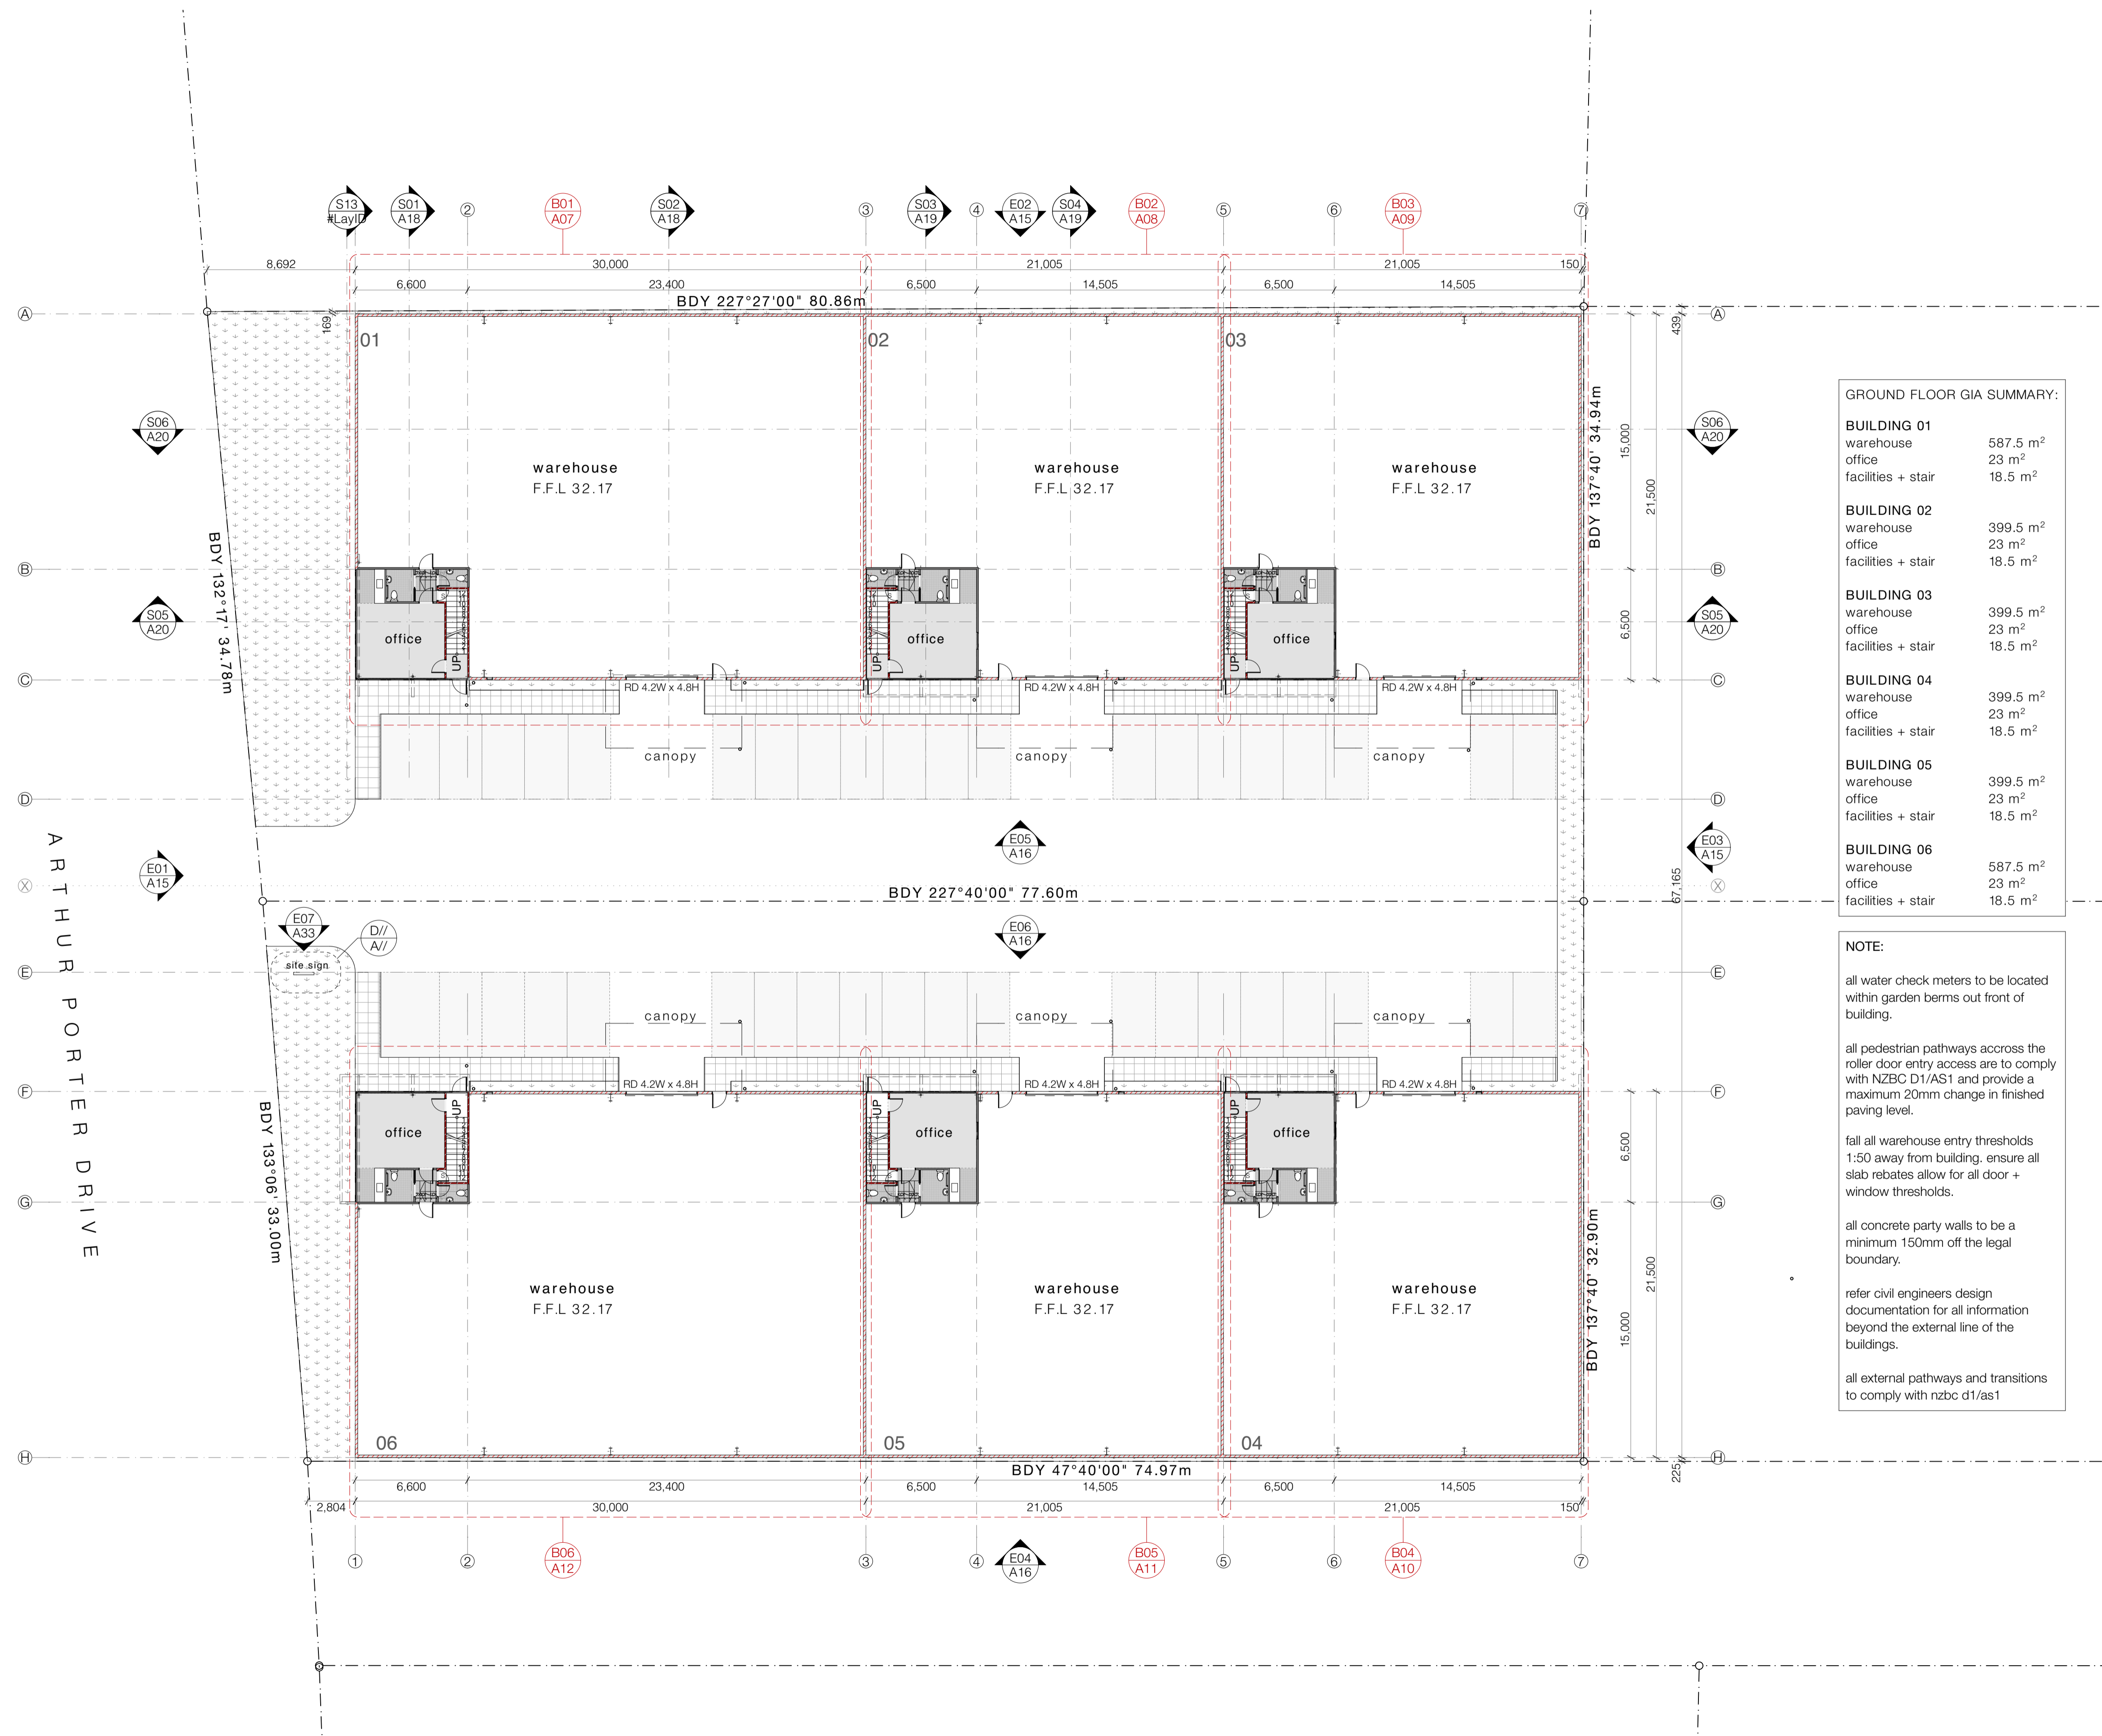 S13
#LayID
S01
A18
2
B01
A07
S02
A18
3
S03
A19
4
E02
A15
S04
A19
B02
A08
5
6
B03
A09
7
8,692
30,000
21,005
21,005
150
6,600
23,400
6,500
14,505
6,500
14,505
BDY 227°27'00" 80.86m
A
A
169
439
01
02
03
S06
A20
S06
A20
BDY 137°40' 34.94m
15,000
21,500
warehouse
F.F.L 32.17
warehouse
F.F.L 32.17
warehouse
F.F.L 32.17
BDY 132°17' 34.78m
B
B
S05
A20
S05
A20
6,500
office
UP
office
UP
office
UP
C
C
RD 4.2W x 4.8H
RD 4.2W x 4.8H
RD 4.2W x 4.8H
canopy
canopy
canopy
D
D
ARTHUR PORTER DRIVE
E01
A15
E05
A16
E03
A15
X
X
67,165
BDY 227°40'00" 77.60m
E07
A33
D//
A//
E06
A16
site sign
E
E
canopy
canopy
canopy
RD 4.2W x 4.8H
RD 4.2W x 4.8H
RD 4.2W x 4.8H
F
F
office
UP
office
UP
office
UP
6,500
G
G
BDY 133°06' 33.00m
BDY 137°40' 32.90m
21,500
15,000
warehouse
F.F.L 32.17
warehouse
F.F.L 32.17
warehouse
F.F.L 32.17
06
05
04
H
H
225
BDY 47°40'00" 74.97m
6,600
23,400
6,500
14,505
6,500
14,505
2,804
30,000
21,005
21,005
150
1
2
B06
A12
3
4
E04
A16
B05
A11
5
6
B04
A10
7
GROUND FLOOR GIA SUMMARY:
BUILDING 01
warehouse 587.5 m²
office 23 m²
facilities + stair 18.5 m²
BUILDING 02
warehouse 399.5 m²
office 23 m²
facilities + stair 18.5 m²
BUILDING 03
warehouse 399.5 m²
office 23 m²
facilities + stair 18.5 m²
BUILDING 04
warehouse 399.5 m²
office 23 m²
facilities + stair 18.5 m²
BUILDING 05
warehouse 399.5 m²
office 23 m²
facilities + stair 18.5 m²
BUILDING 06
warehouse 587.5 m²
office 23 m²
facilities + stair 18.5 m²
NOTE:
all water check meters to be located
within garden berms out front of
building.
all pedestrian pathways accross the
roller door entry access are to comply
with NZBC D1/AS1 and provide a
maximum 20mm change in finished
paving level.
fall all warehouse entry thresholds
1:50 away from building. ensure all
slab rebates allow for all door +
window thresholds.
all concrete party walls to be a
minimum 150mm off the legal
boundary.
refer civil engineers design
documentation for all information
beyond the external line of the
buildings.
all external pathways and transitions
to comply with nzbc d1/as1